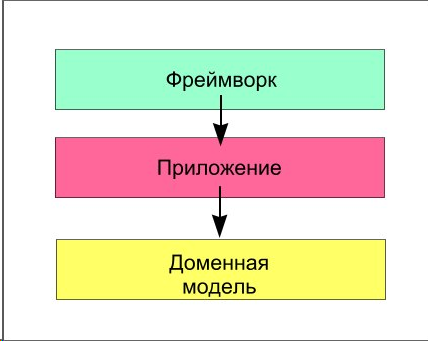 Фреймворк
Приложение
Доменная
модель